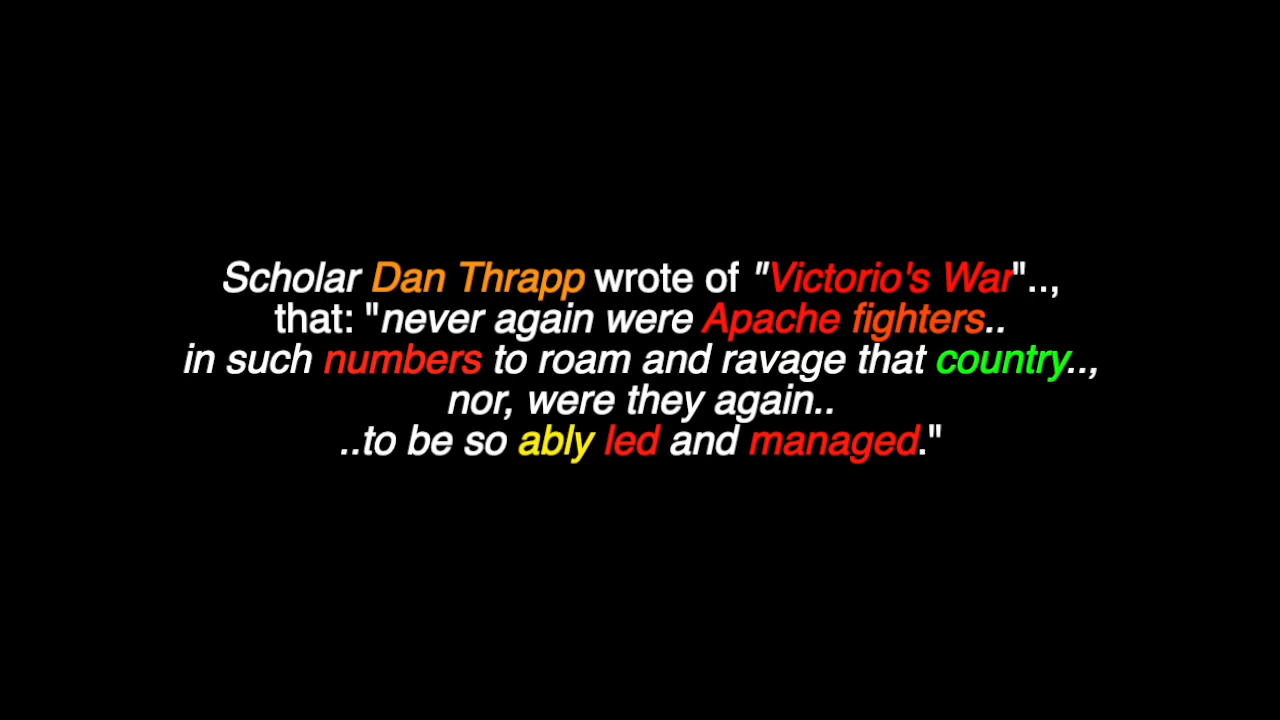 Scholar Dan Thrapp wrote of "Victorio's War"..,
that: "never again were Apache fighters..
in such numbers to roam and ravage that country..,
nor, were they again..
..to be so ably led and managed."